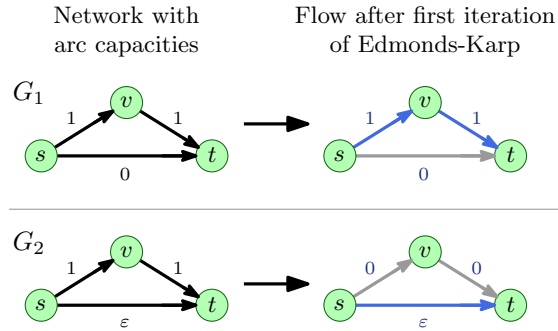 Network with
arc capacities
Flow after first iteration
of Edmonds-Karp
G₁
v
1 1
s t
0
v
1 1
s t
0
G₂
v
1 1
s t
ε
v
0 0
s t
ε